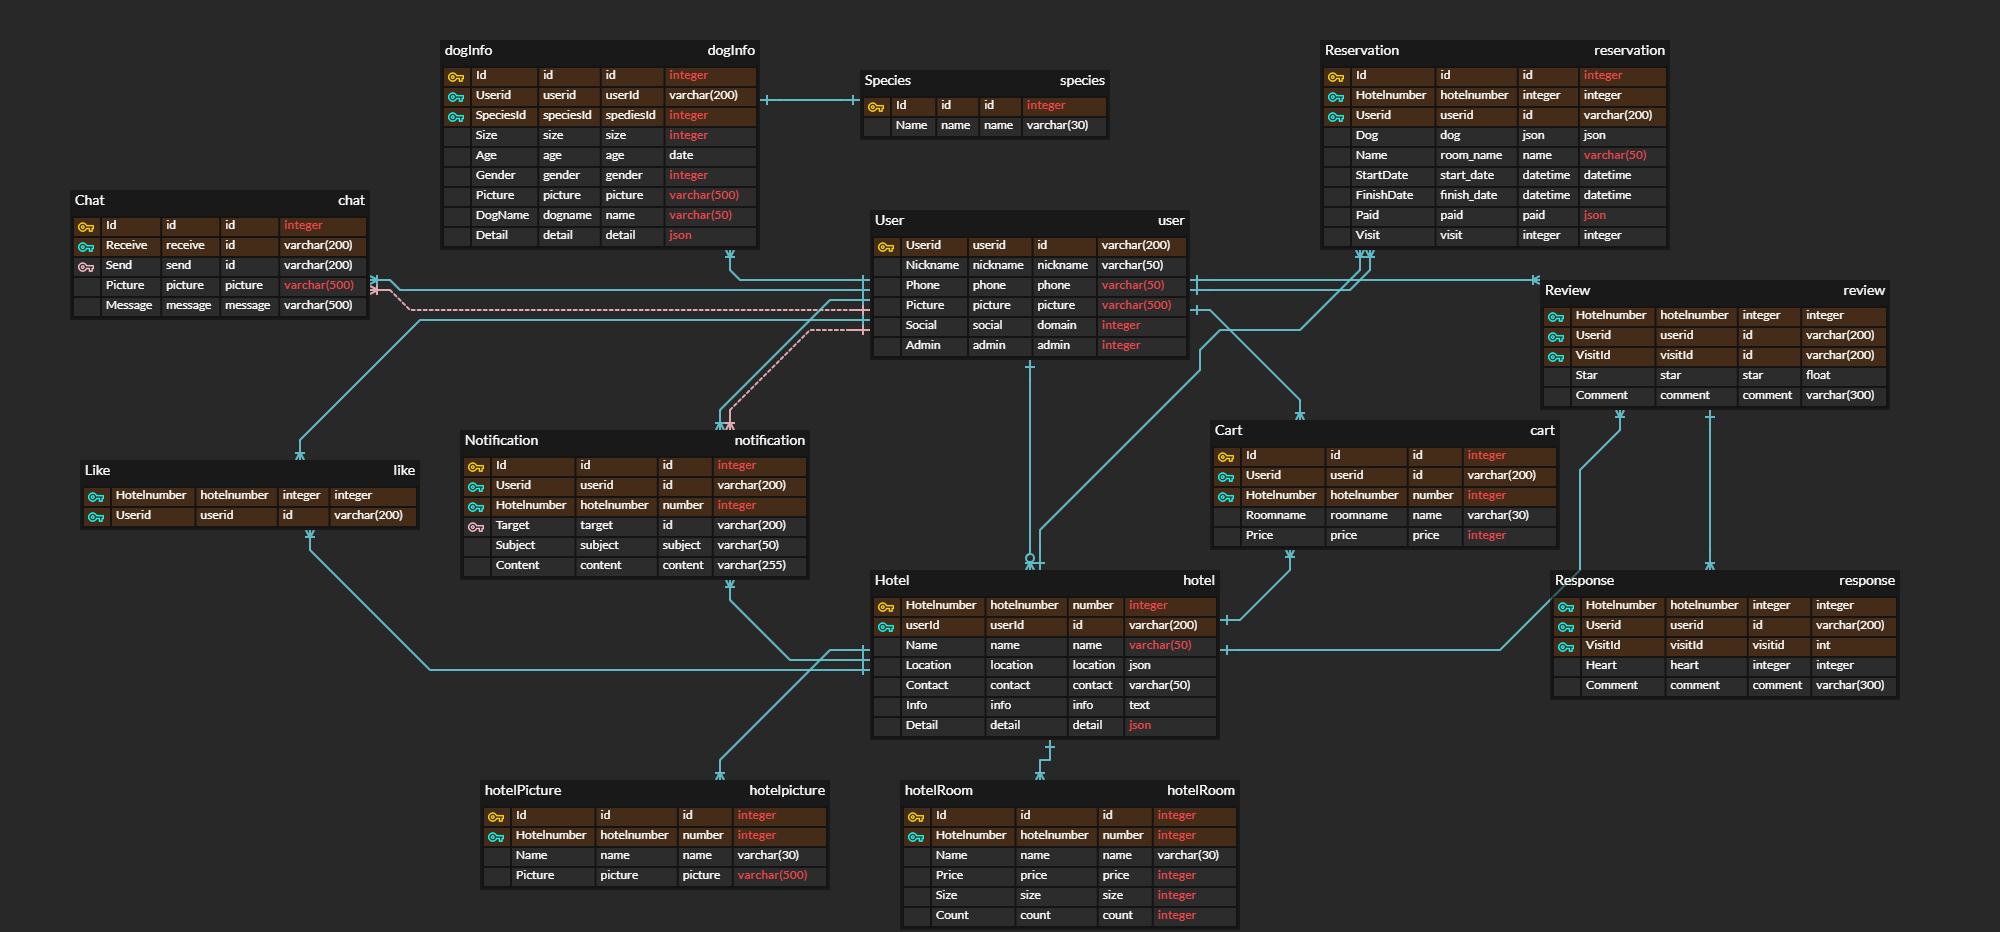 dogInfo dogInfo
Id id id integer
Userid userid userId varchar(200)
SpeciesId speciesId spediesId integer
Size size size integer
Age age age date
Gender gender gender integer
Picture picture picture varchar(500)
DogName dogname name varchar(50)
Detail detail detail json
Species species
Id id id integer
Name name name varchar(30)
Reservation reservation
Id id id integer
Hotelnumber hotelnumber integer integer
Userid userid id varchar(200)
Dog dog json json
Name room_name name varchar(50)
StartDate start_date datetime datetime
FinishDate finish_date datetime datetime
Paid paid paid json
Visit visit integer integer
Chat chat
Id id id integer
Receive receive id varchar(200)
Send send id varchar(200)
Picture picture picture varchar(500)
Message message message varchar(500)
User user
Userid userid id varchar(200)
Nickname nickname nickname varchar(50)
Phone phone phone varchar(50)
Picture picture picture varchar(500)
Social social domain integer
Admin admin admin integer
Review review
Hotelnumber hotelnumber integer integer
Userid userid id varchar(200)
VisitId visitId id varchar(200)
Star star star float
Comment comment comment varchar(300)
Like like
Hotelnumber hotelnumber integer integer
Userid userid id varchar(200)
Notification notification
Id id id integer
Userid userid id varchar(200)
Hotelnumber hotelnumber number integer
Target target id varchar(200)
Subject subject subject varchar(50)
Content content content varchar(255)
Cart cart
Id id id integer
Userid userid id varchar(200)
Hotelnumber hotelnumber number integer
Roomname roomname name varchar(30)
Price price price integer
Hotel hotel
Hotelnumber hotelnumber number integer
userId userId id varchar(200)
Name name name varchar(50)
Location location location json
Contact contact contact varchar(50)
Info info info text
Detail detail detail json
Response response
Hotelnumber hotelnumber integer integer
Userid userid id varchar(200)
VisitId visitId visitid int
Heart heart integer integer
Comment comment comment varchar(300)
hotelPicture hotelpicture
Id id id integer
Hotelnumber hotelnumber number integer
Name name name varchar(30)
Picture picture picture varchar(500)
hotelRoom hotelRoom
Id id id integer
Hotelnumber hotelnumber number integer
Name name name varchar(30)
Price price price integer
Size size size integer
Count count count integer